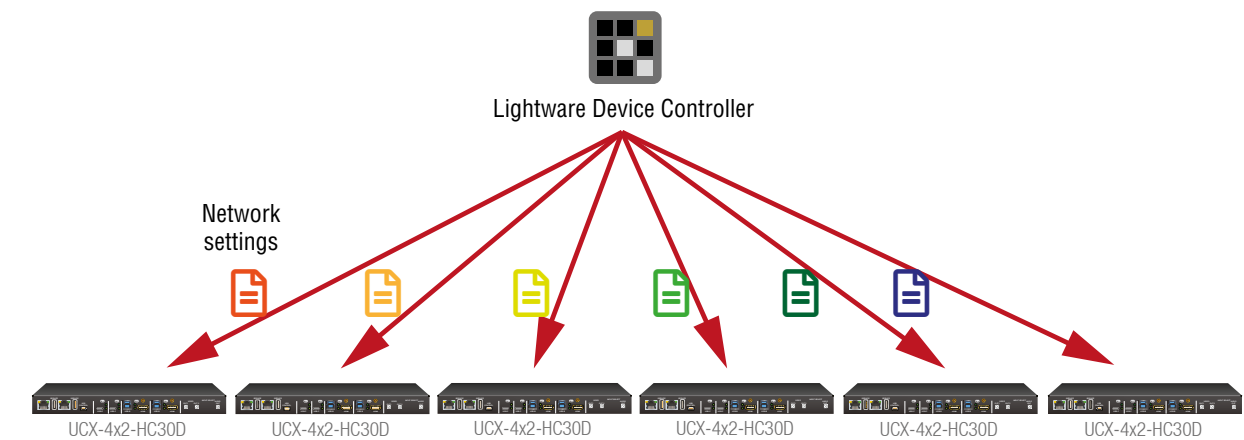 Lightware Device Controller
Network
settings
UCX-4x2-HC30D
UCX-4x2-HC30D
UCX-4x2-HC30D
UCX-4x2-HC30D
UCX-4x2-HC30D
UCX-4x2-HC30D